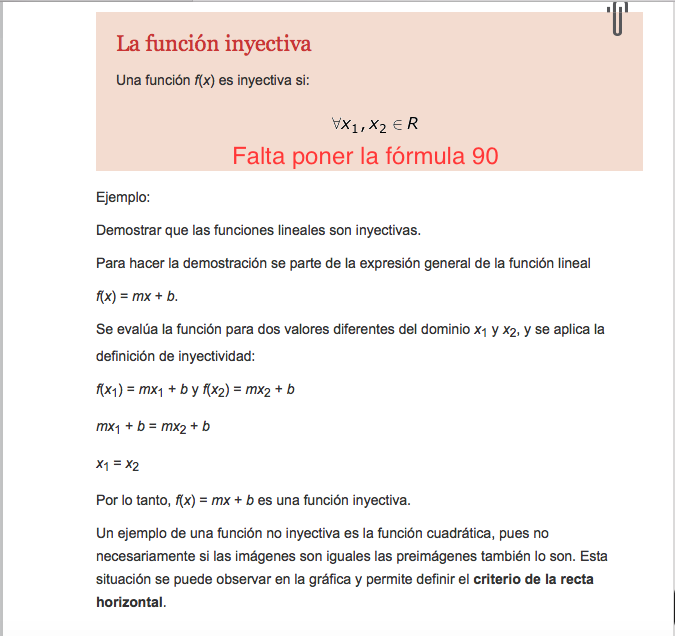 La función inyectiva
Una función f(x) es inyectiva si:
∀x₁, x₂ ∈ R
Falta poner la fórmula 90
Ejemplo:
Demostrar que las funciones lineales son inyectivas.
Para hacer la demostración se parte de la expresión general de la función lineal
f(x) = mx + b.
Se evalúa la función para dos valores diferentes del dominio x₁ y x₂, y se aplica la
definición de inyectividad:
f(x₁) = mx₁ + b y f(x₂) = mx₂ + b
mx₁ + b = mx₂ + b
x₁ = x₂
Por lo tanto, f(x) = mx + b es una función inyectiva.
Un ejemplo de una función no inyectiva es la función cuadrática, pues no
necesariamente si las imágenes son iguales las preimágenes también lo son. Esta
situación se puede observar en la gráfica y permite definir el criterio de la recta
horizontal.